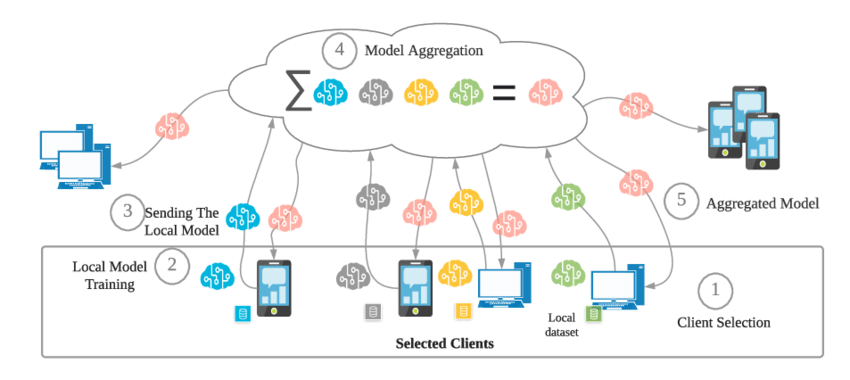 4 Model Aggregation
∑ =
3 Sending The
Local Model
5 Aggregated Model
Local Model
Training
2
1
Client Selection
Local
dataset
Selected Clients